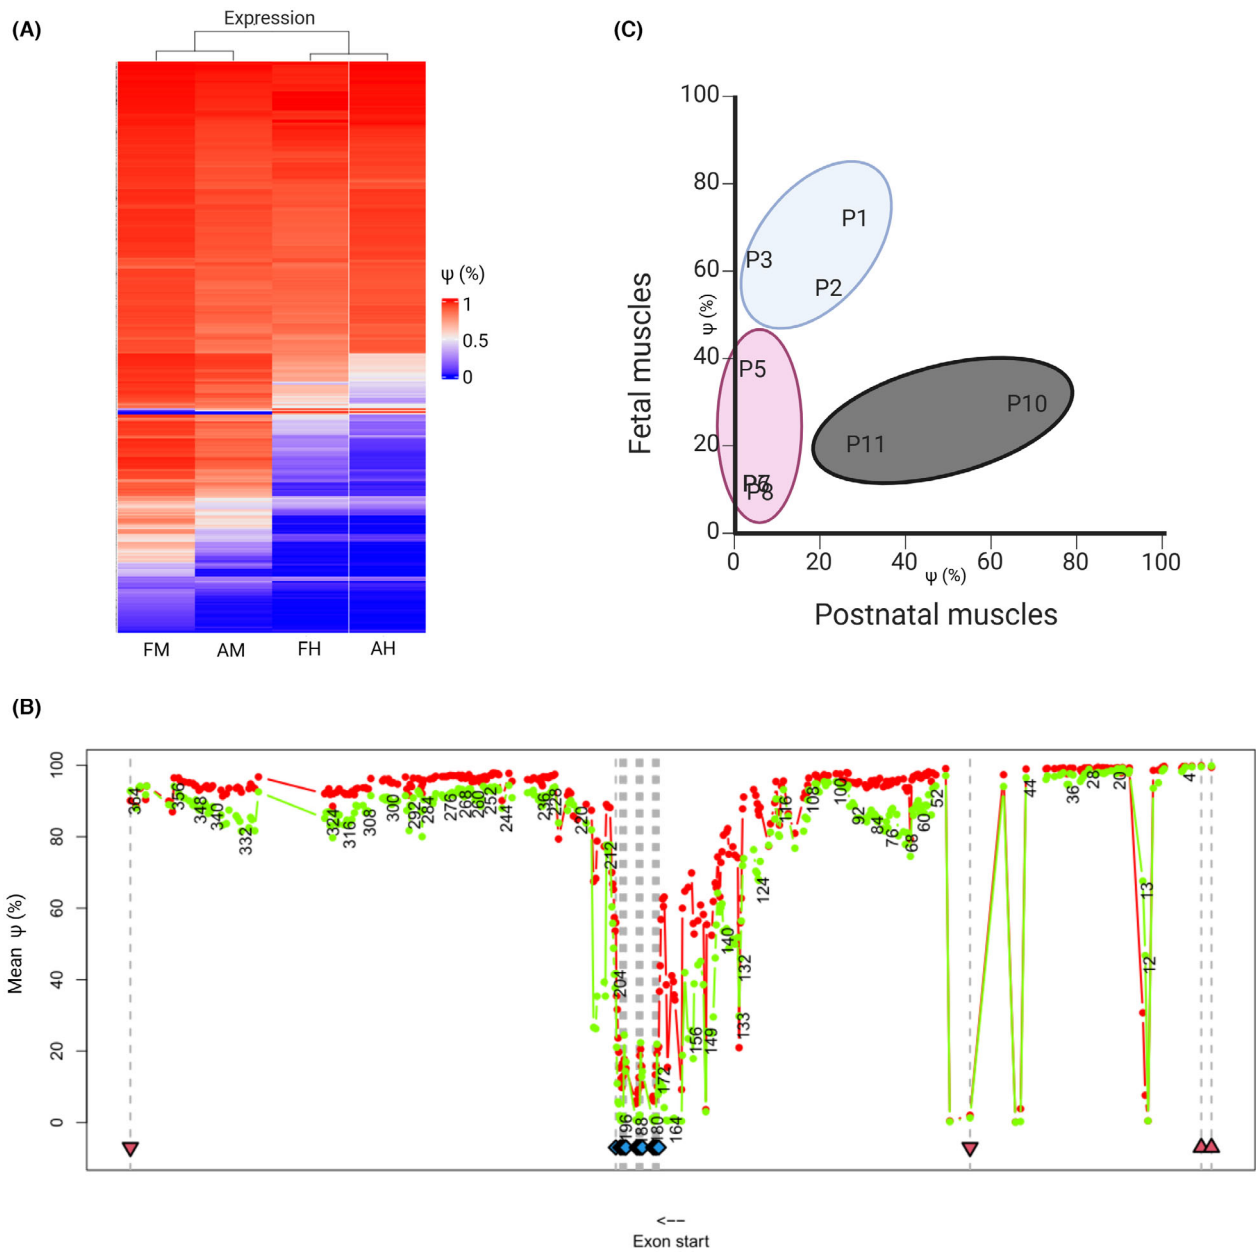 (A)
Expression
ψ (%)
1
0.5
0
FM AM FH AH
(C)
100
80
60
40
20
0
Fetal muscles
ψ (%)
P1
P3
P2
P5
P8
P10
P11
0 20 40 60 80 100
ψ (%)
Postnatal muscles
(B)
Mean ψ (%)
100
80
60
40
20
0
364 356 348 340 332 324 316 308 300 292 284 276 268 260 252 244 236 228 220 212 204 196 188 180 172 164 156 149 140 133 132 124 116 108 100 92 84 76 68 60 52 44 36 28 20 13 12 4
<--
Exon start